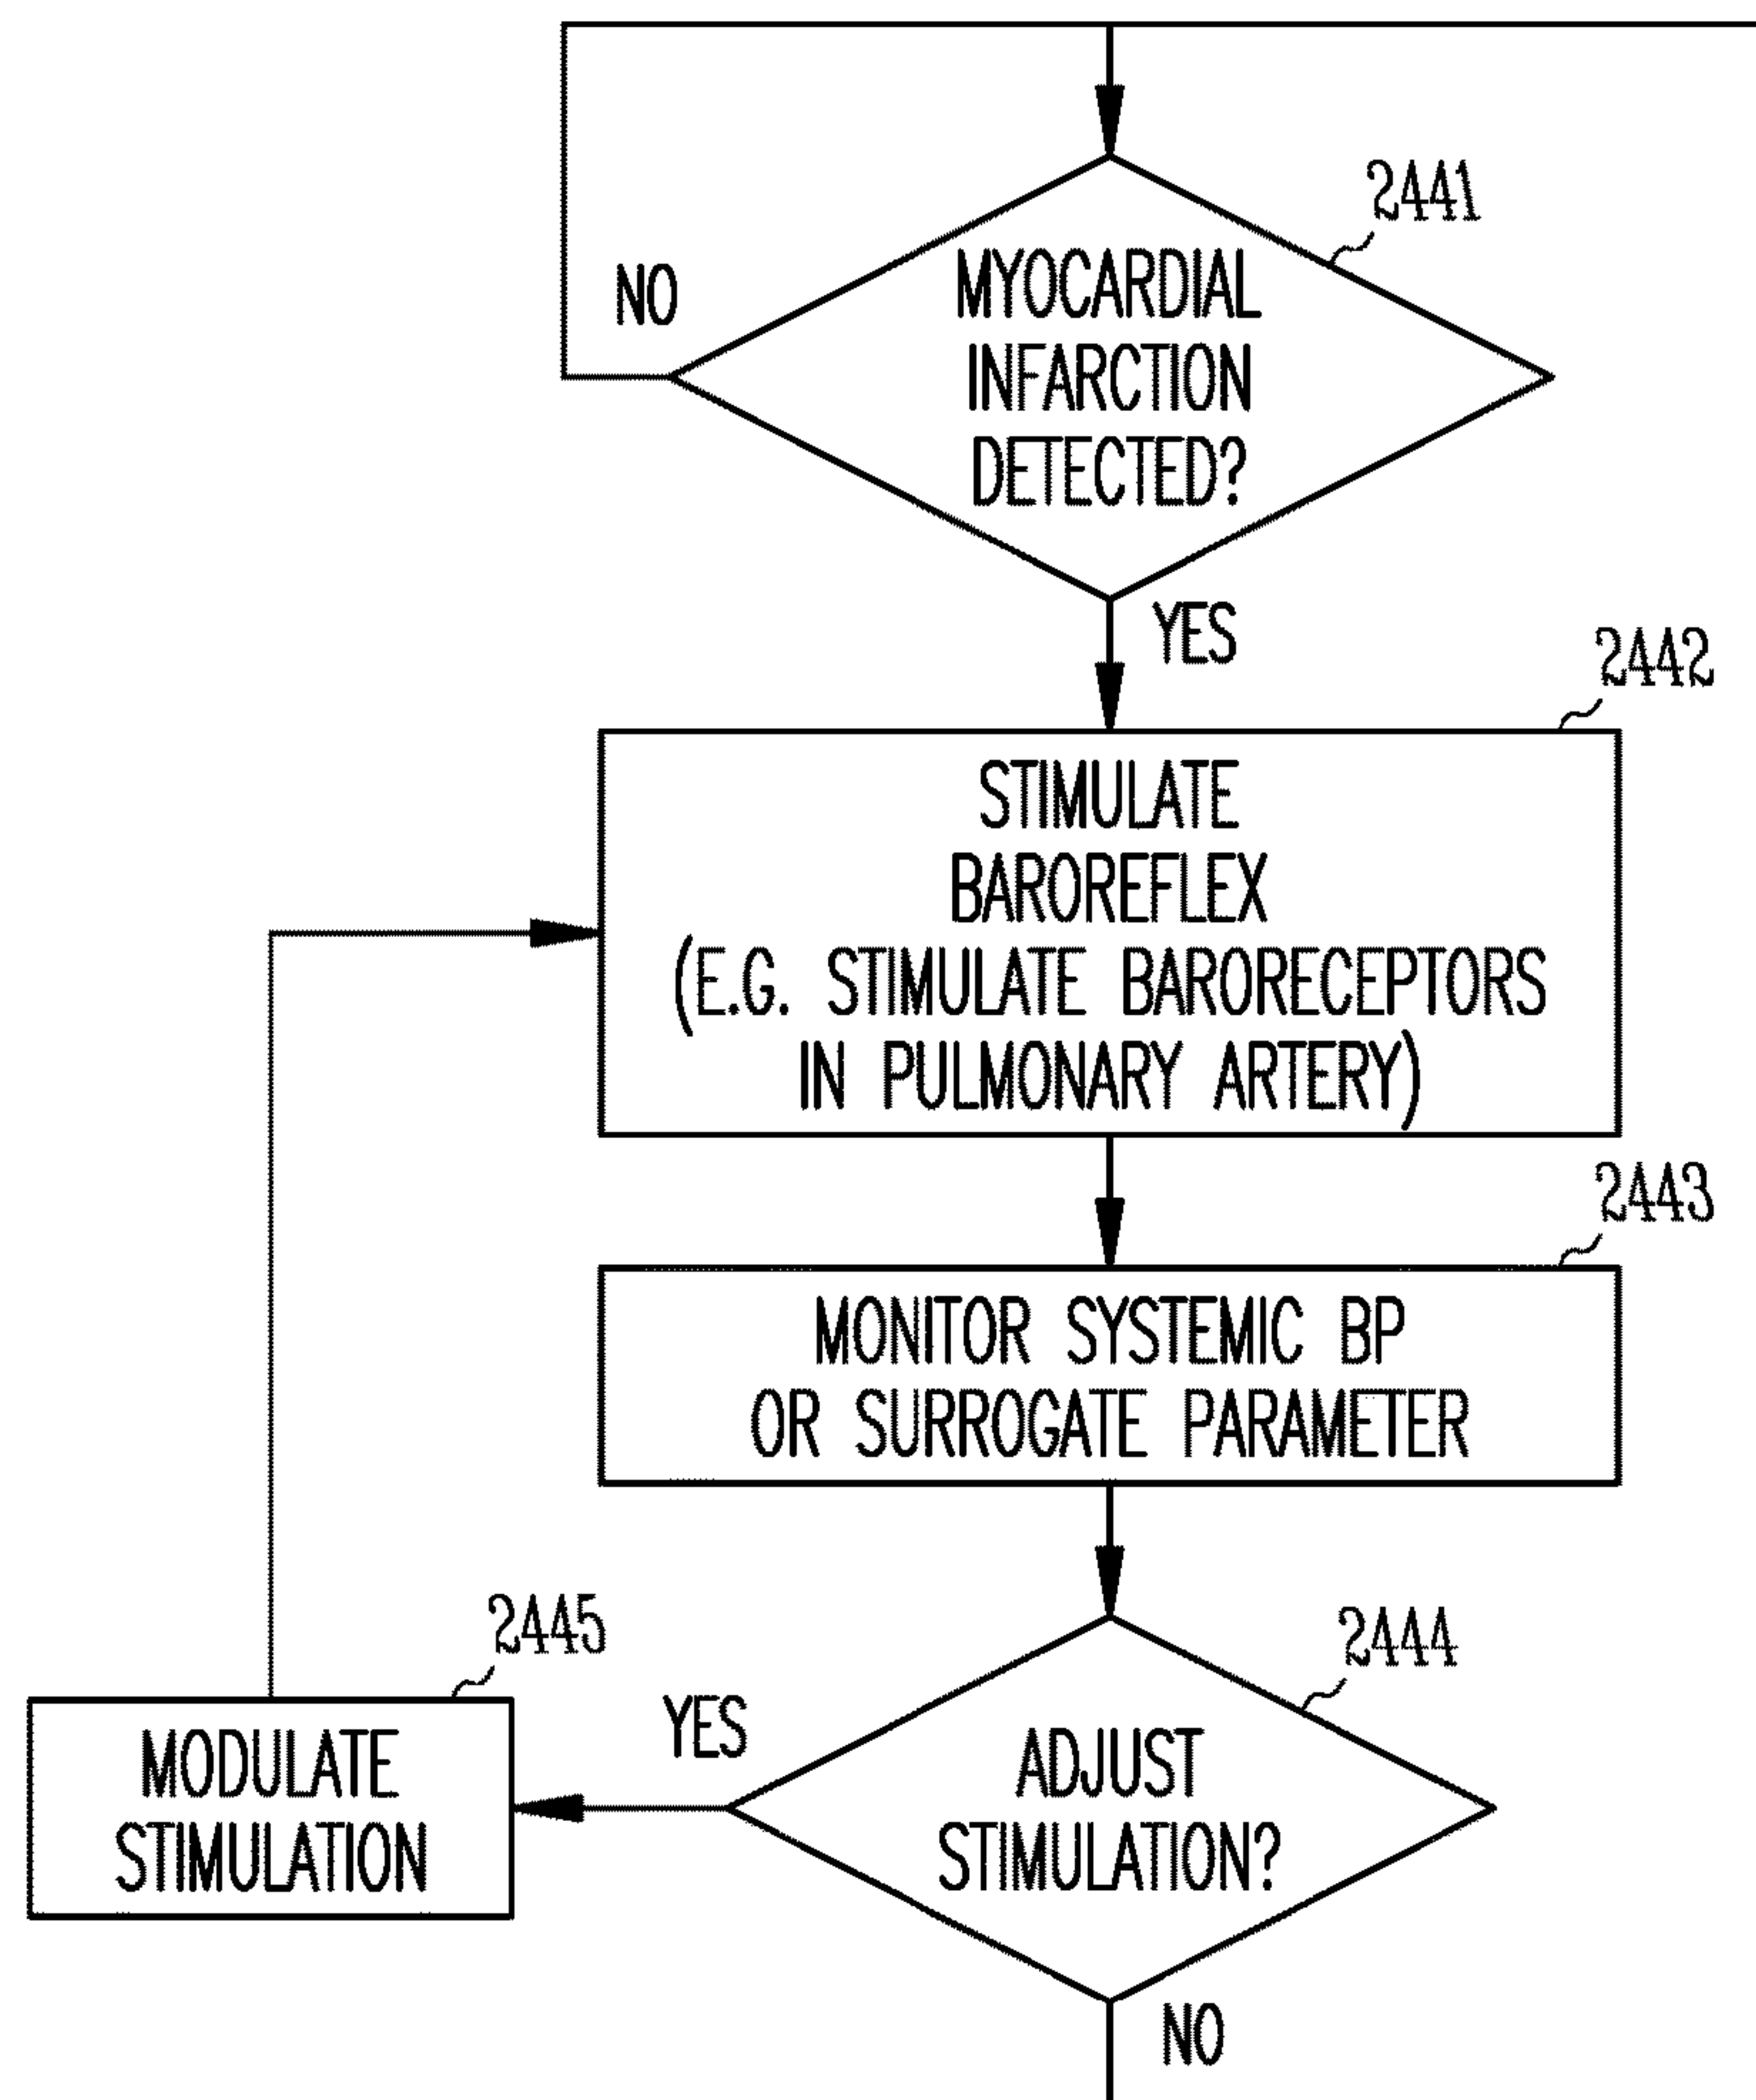 2441
NO
MYOCARDIAL
INFARCTION
DETECTED?
YES
2442
STIMULATE
BAROREFLEX
(E.G. STIMULATE BARORECEPTORS
IN PULMONARY ARTERY)
2443
MONITOR SYSTEMIC BP
OR SURROGATE PARAMETER
2445
2444
YES
MODULATE
STIMULATION
ADJUST
STIMULATION?
NO